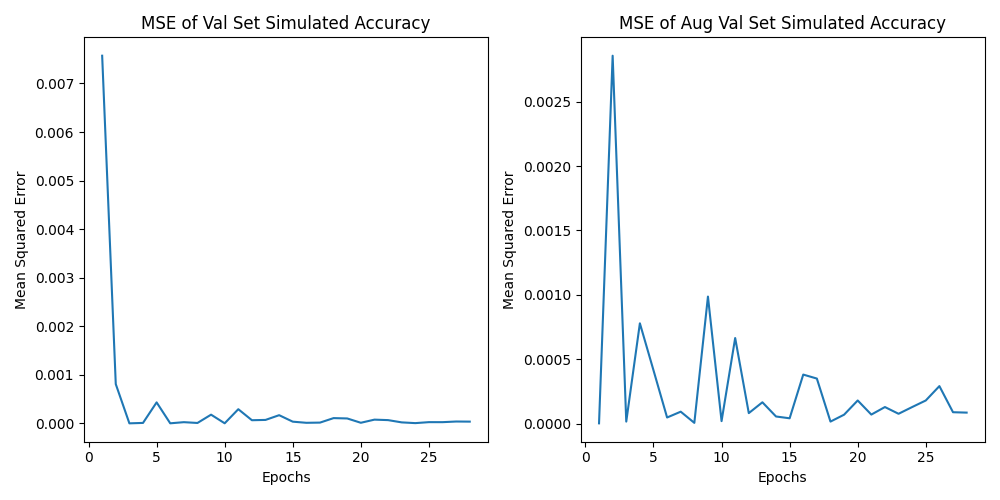 MSE of Val Set Simulated Accuracy
Mean Squared Error
0.007
0.006
0.005
0.004
0.003
0.002
0.001
0.000
0 5 10 15 20 25
Epochs
MSE of Aug Val Set Simulated Accuracy
Mean Squared Error
0.0025
0.0020
0.0015
0.0010
0.0005
0.0000
0 5 10 15 20 25
Epochs